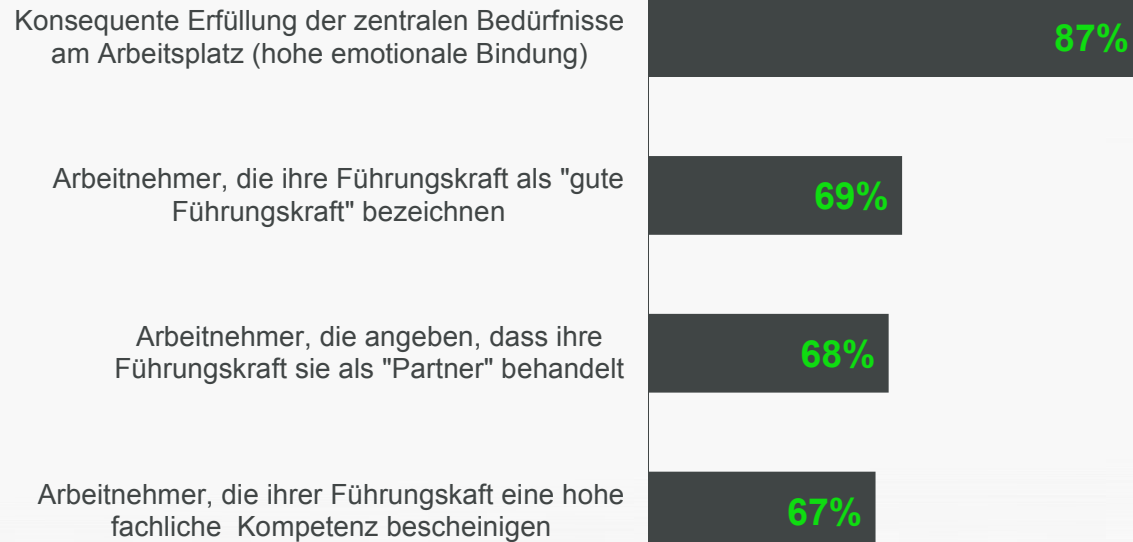 Konsequente Erfüllung der zentralen Bedürfnisse
am Arbeitsplatz (hohe emotionale Bindung)
87%
Arbeitnehmer, die ihre Führungskraft als "gute
Führungskraft" bezeichnen
69%
Arbeitnehmer, die angeben, dass ihre
Führungskraft sie als "Partner" behandelt
68%
Arbeitnehmer, die ihrer Führungskaft eine hohe
fachliche  Kompetenz bescheinigen
67%